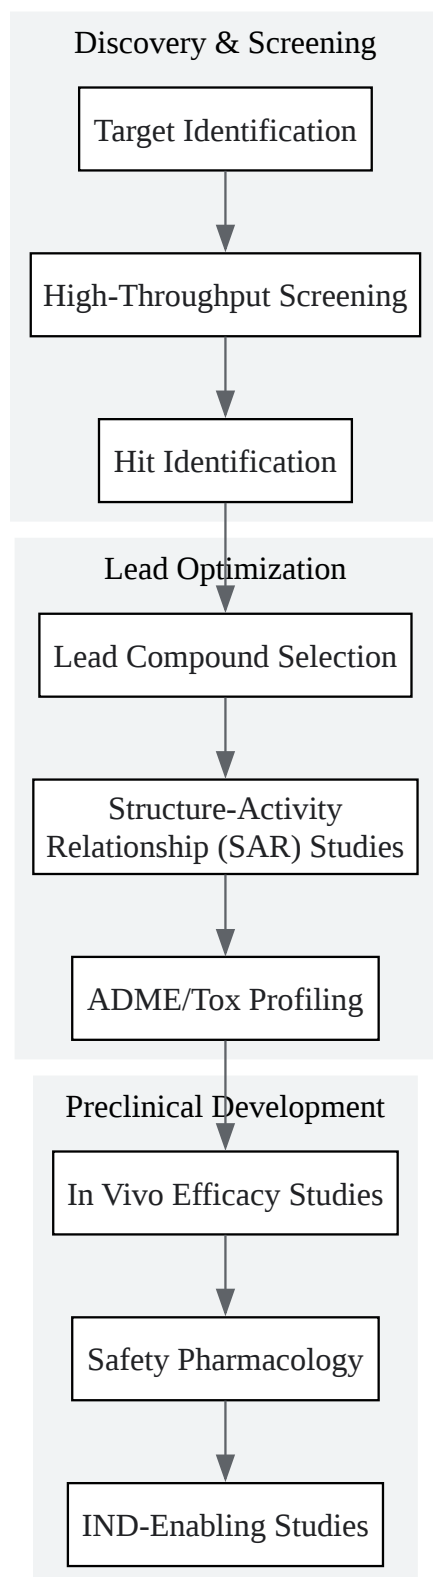 Discovery & Screening
Target Identification
High-Throughput Screening
Hit Identification
Lead Optimization
Lead Compound Selection
Structure-Activity
Relationship (SAR) Studies
ADME/Tox Profiling
Preclinical Development
In Vivo Efficacy Studies
Safety Pharmacology
IND-Enabling Studies